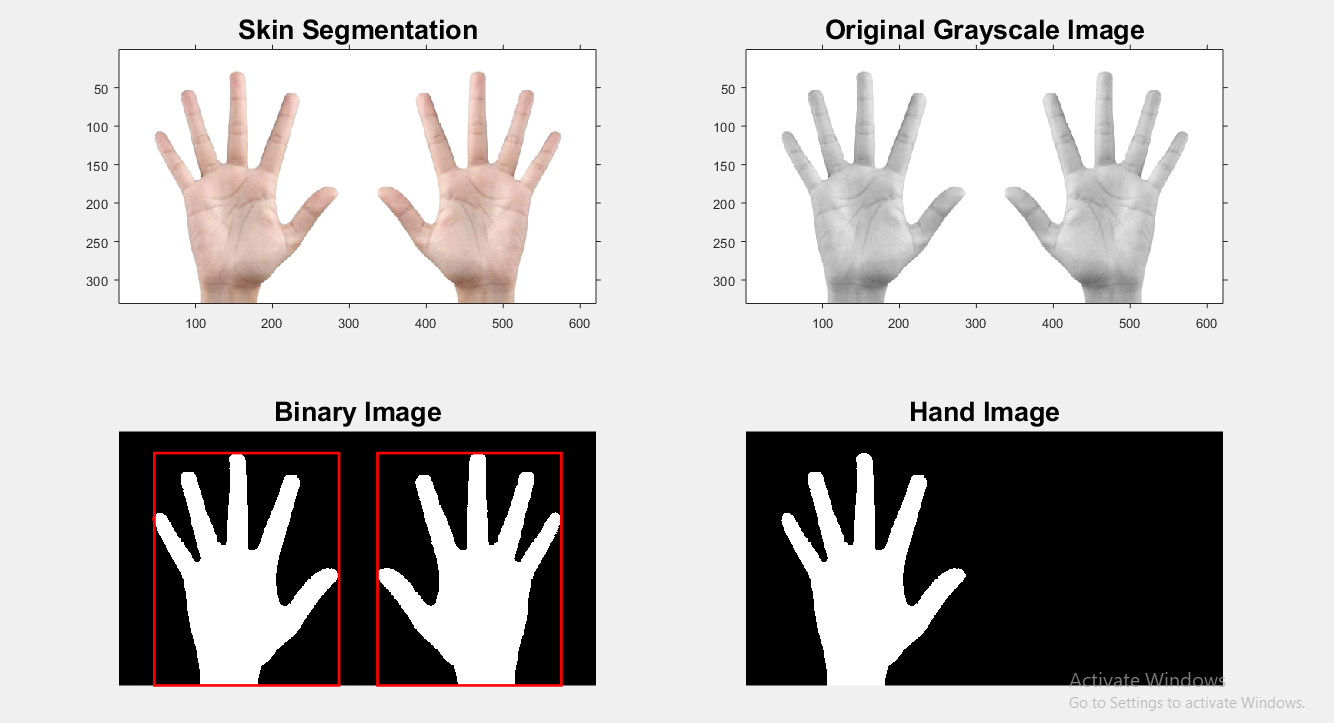 Skin Segmentation
50
100
150
200
250
300
100 200 300 400 500 600
Original Grayscale Image
50
100
150
200
250
300
100 200 300 400 500 600
Binary Image
Hand Image
Activate Windows
Go to Settings to activate Windows.